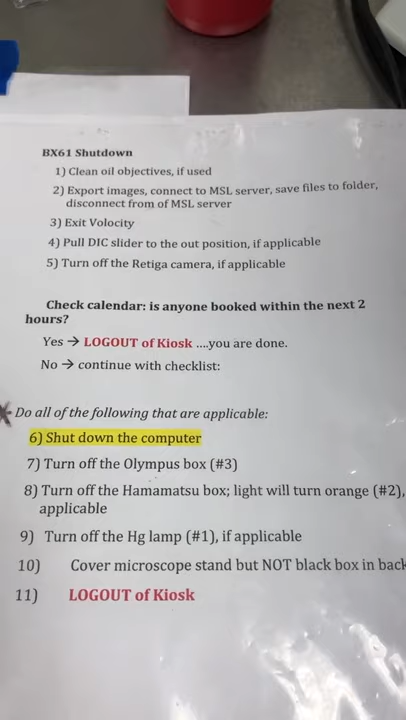 BX61 Shutdown
1) Clean oil objectives, if used
2) Export images, connect to MSL server, save files to folder,
disconnect from of MSL server
3) Exit Volocity
4) Pull DIC slider to the out position, if applicable
5) Turn off the Retiga camera, if applicable
Check calendar: is anyone booked within the next 2
hours?
Yes → LOGOUT of Kiosk ....you are done.
No → continue with checklist:
Do all of the following that are applicable:
6) Shut down the computer
7) Turn off the Olympus box (#3)
8) Turn off the Hamamatsu box; light will turn orange (#2),
applicable
9) Turn off the Hg lamp (#1), if applicable
10) Cover microscope stand but NOT black box in back
11) LOGOUT of Kiosk